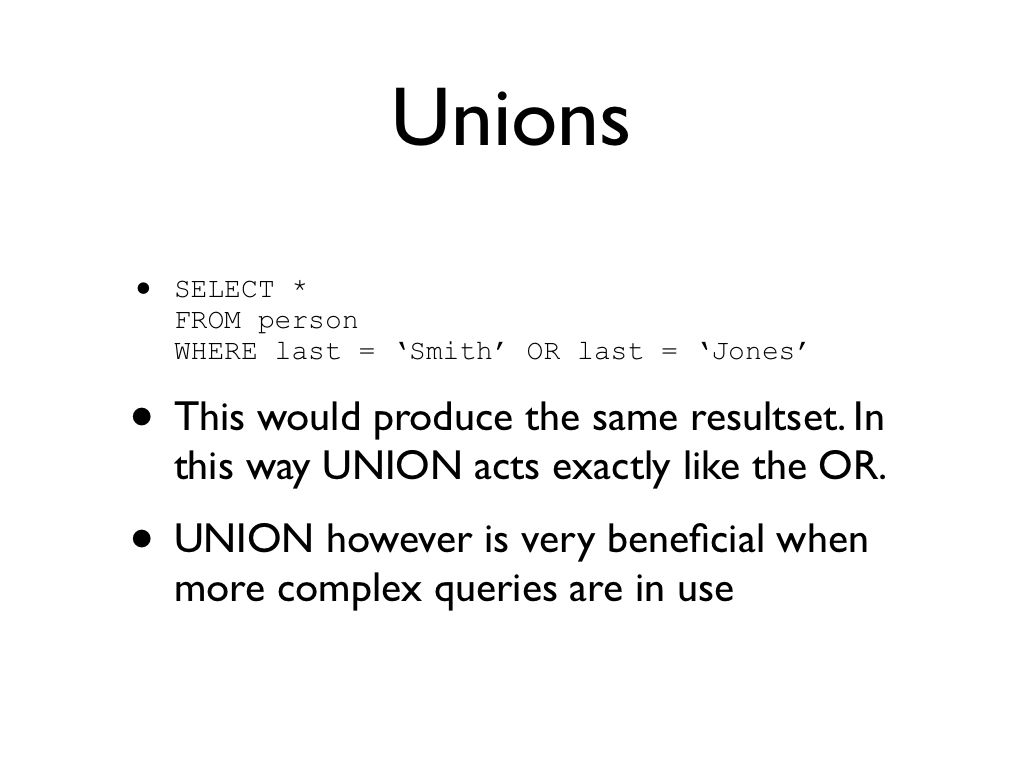 Unions
• SELECT *
FROM person
WHERE last = ‘Smith’ OR last = ‘Jones’
• This would produce the same resultset. In
this way UNION acts exactly like the OR.
• UNION however is very beneficial when
more complex queries are in use